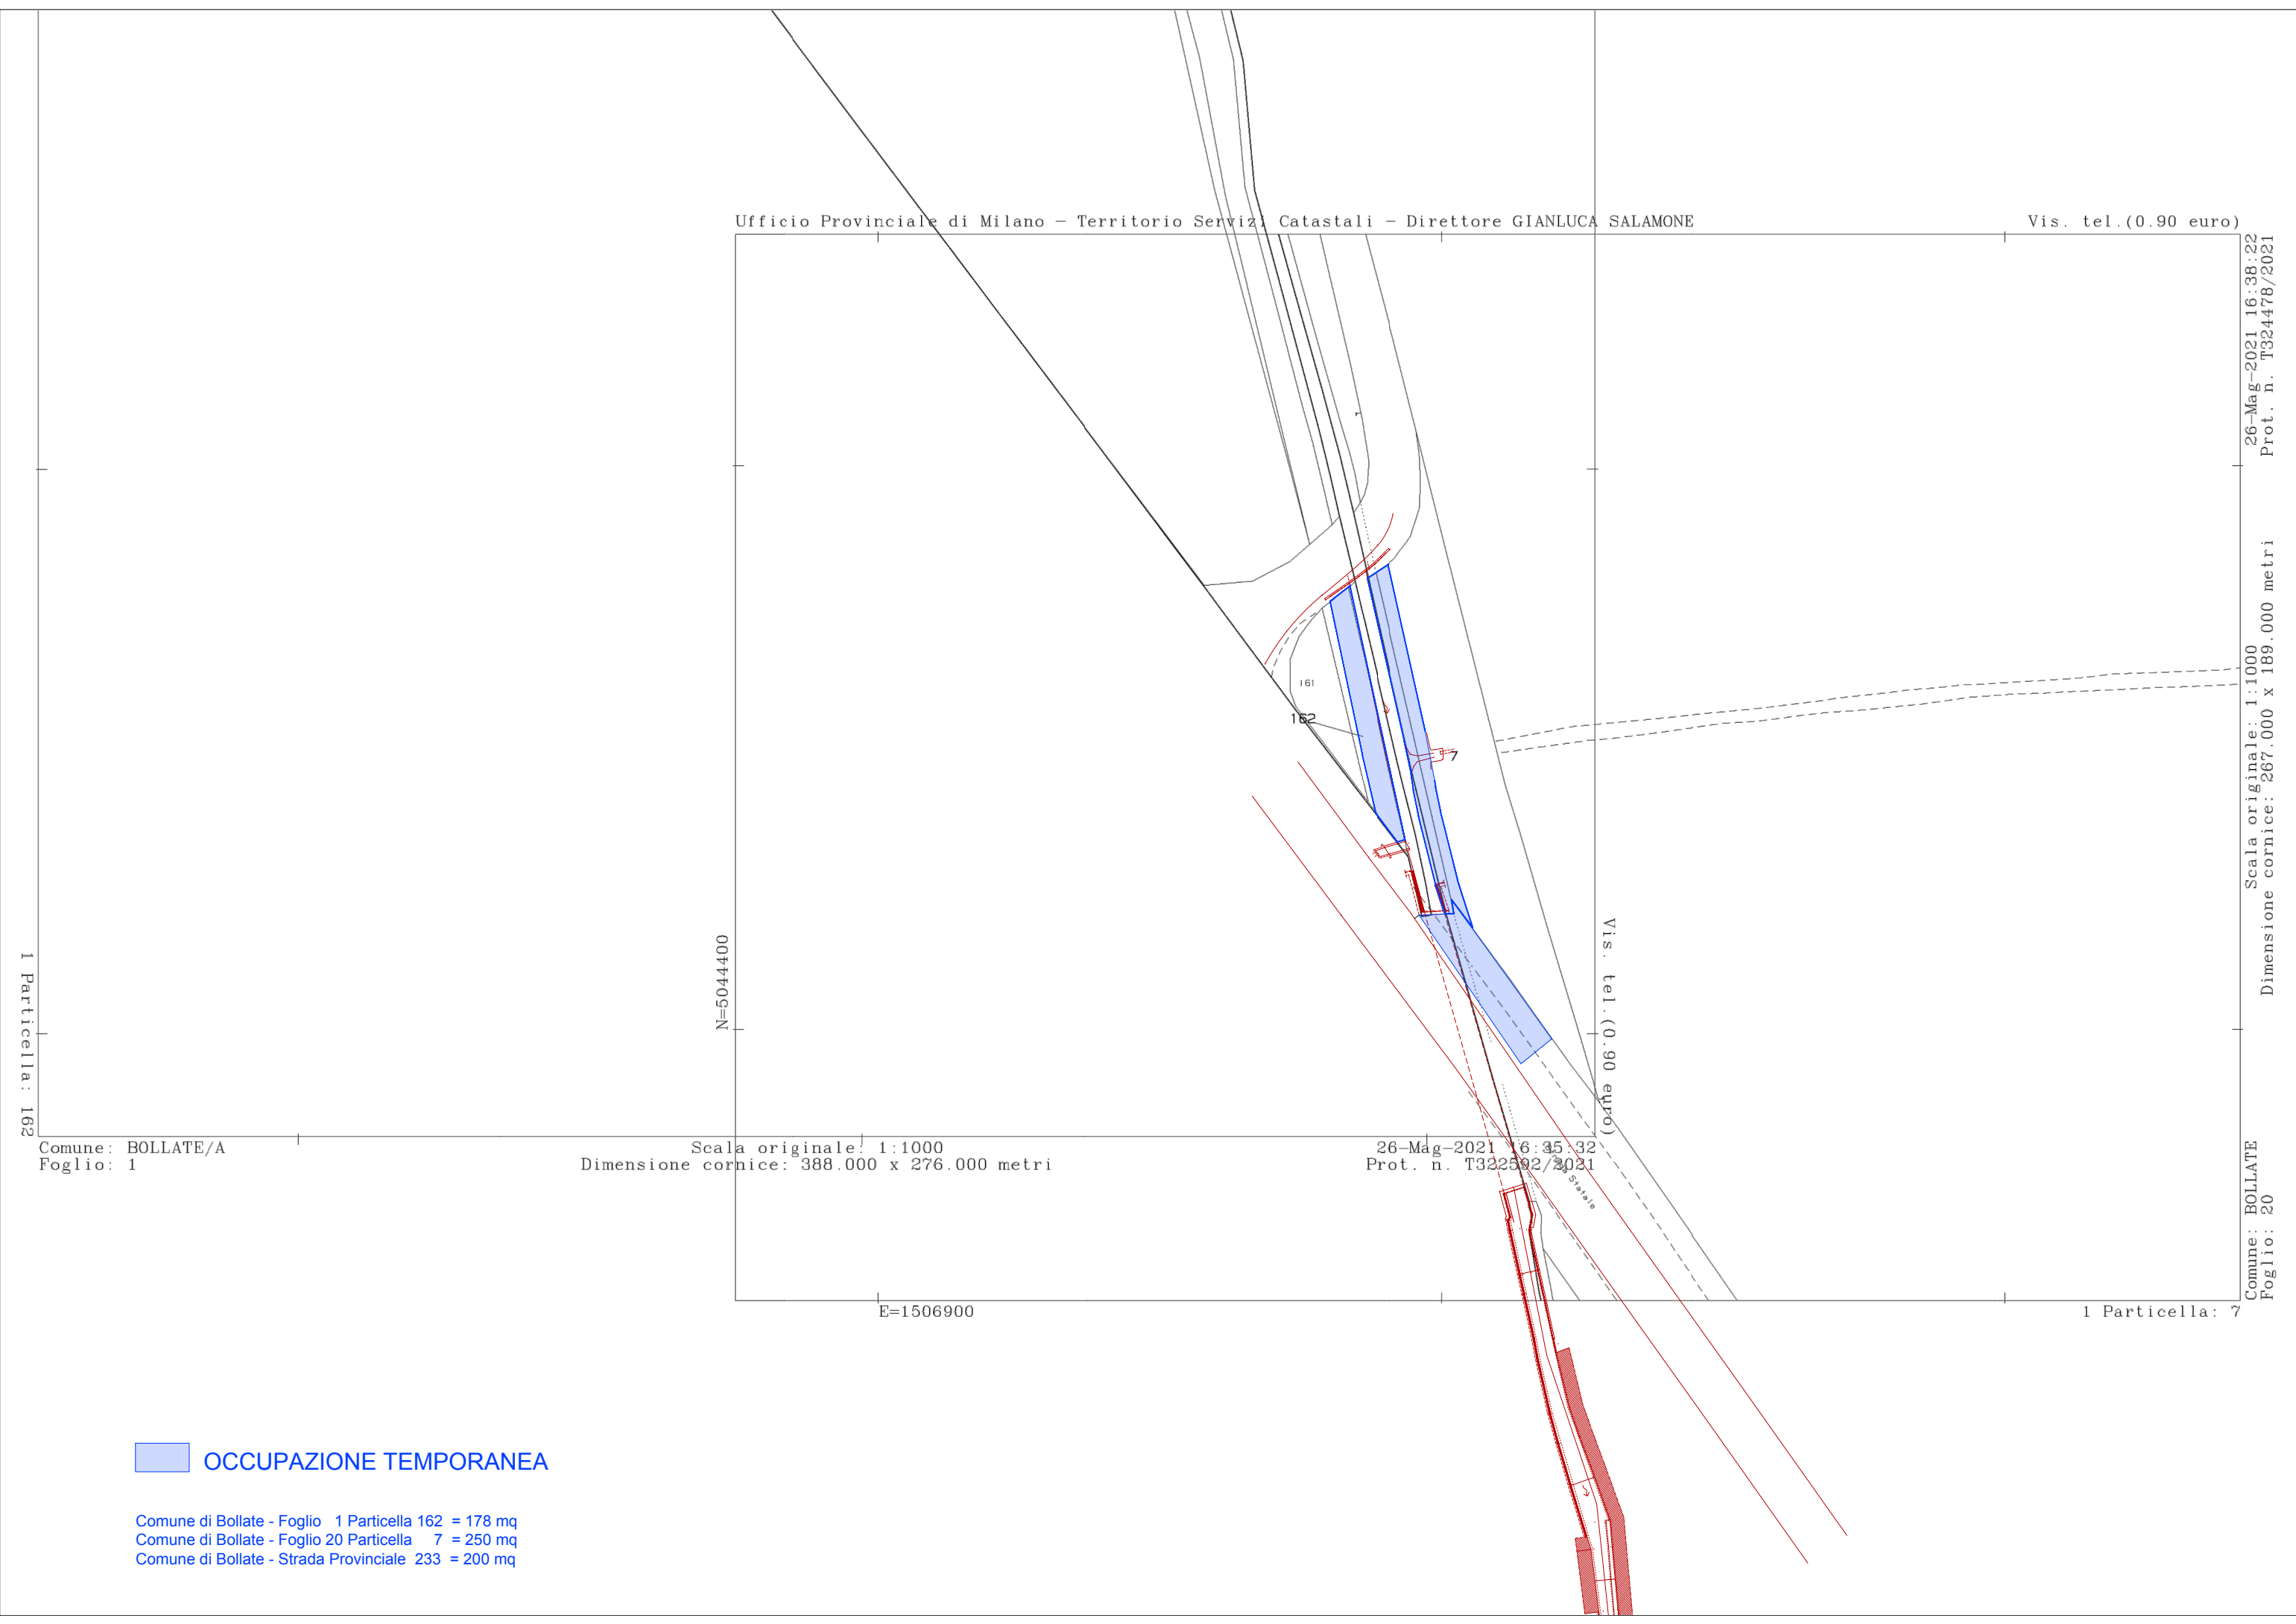 Ufficio Provinciale di Milano - Territorio Servizi Catastali - Direttore GIANLUCA SALAMONE
Vis. tel.(0.90 euro)
26-Mag-2021 16:38:22
Prot. n. T324478/2021
Scala originale: 1:1000
Dimensione cornice: 267.000 x 189.000 metri
Comune: BOLLATE
Foglio: 20
161
162
7
N=5044400
Vis. tel.(0.90 euro)
1 Particella: 162
Comune: BOLLATE/A
Foglio: 1
Scala originale: 1:1000
Dimensione cornice: 388.000 x 276.000 metri
26-Mag-2021 16:35:32
Prot. n. T322592/2021
Statale
E=1506900
1 Particella: 7
OCCUPAZIONE TEMPORANEA
Comune di Bollate - Foglio 1 Particella 162 = 178 mq
Comune di Bollate - Foglio 20 Particella 7 = 250 mq
Comune di Bollate - Strada Provinciale 233 = 200 mq